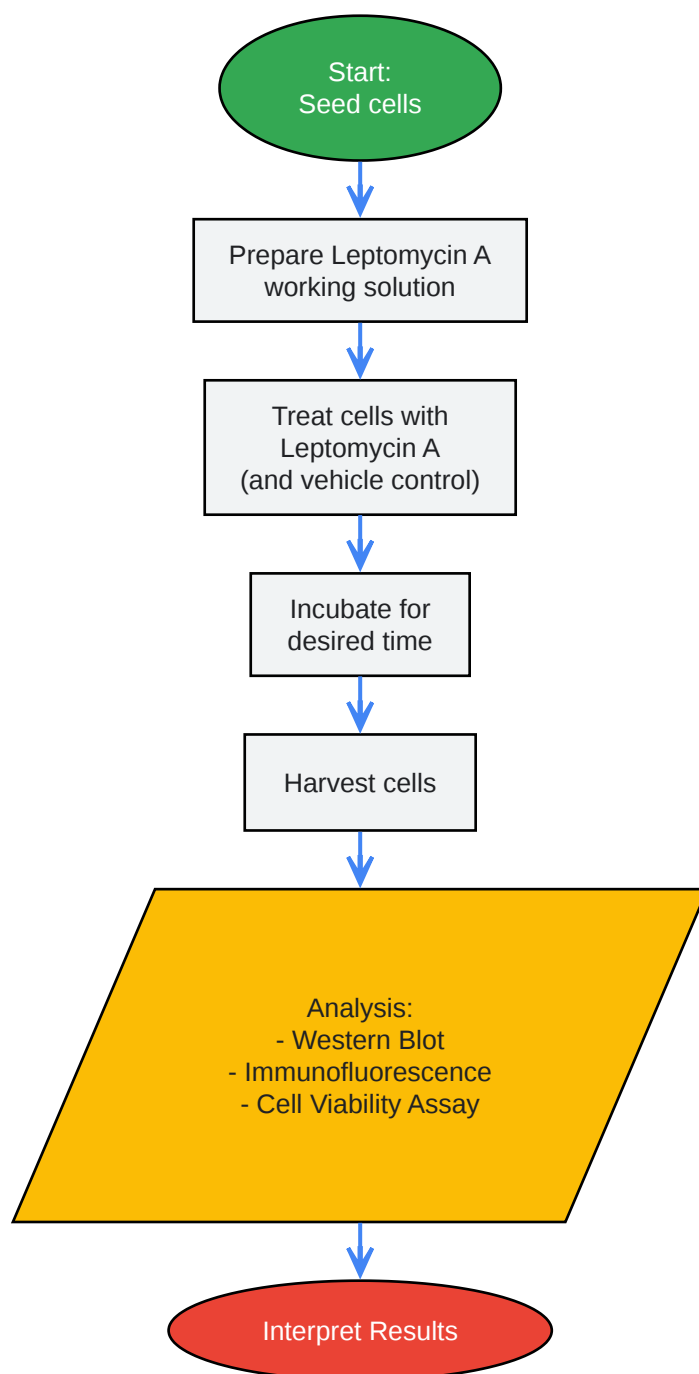 Start:
Seed cells
Prepare Leptomycin A
working solution
Treat cells with
Leptomycin A
(and vehicle control)
Incubate for
desired time
Harvest cells
Analysis:
- Western Blot
- Immunofluorescence
- Cell Viability Assay
Interpret Results